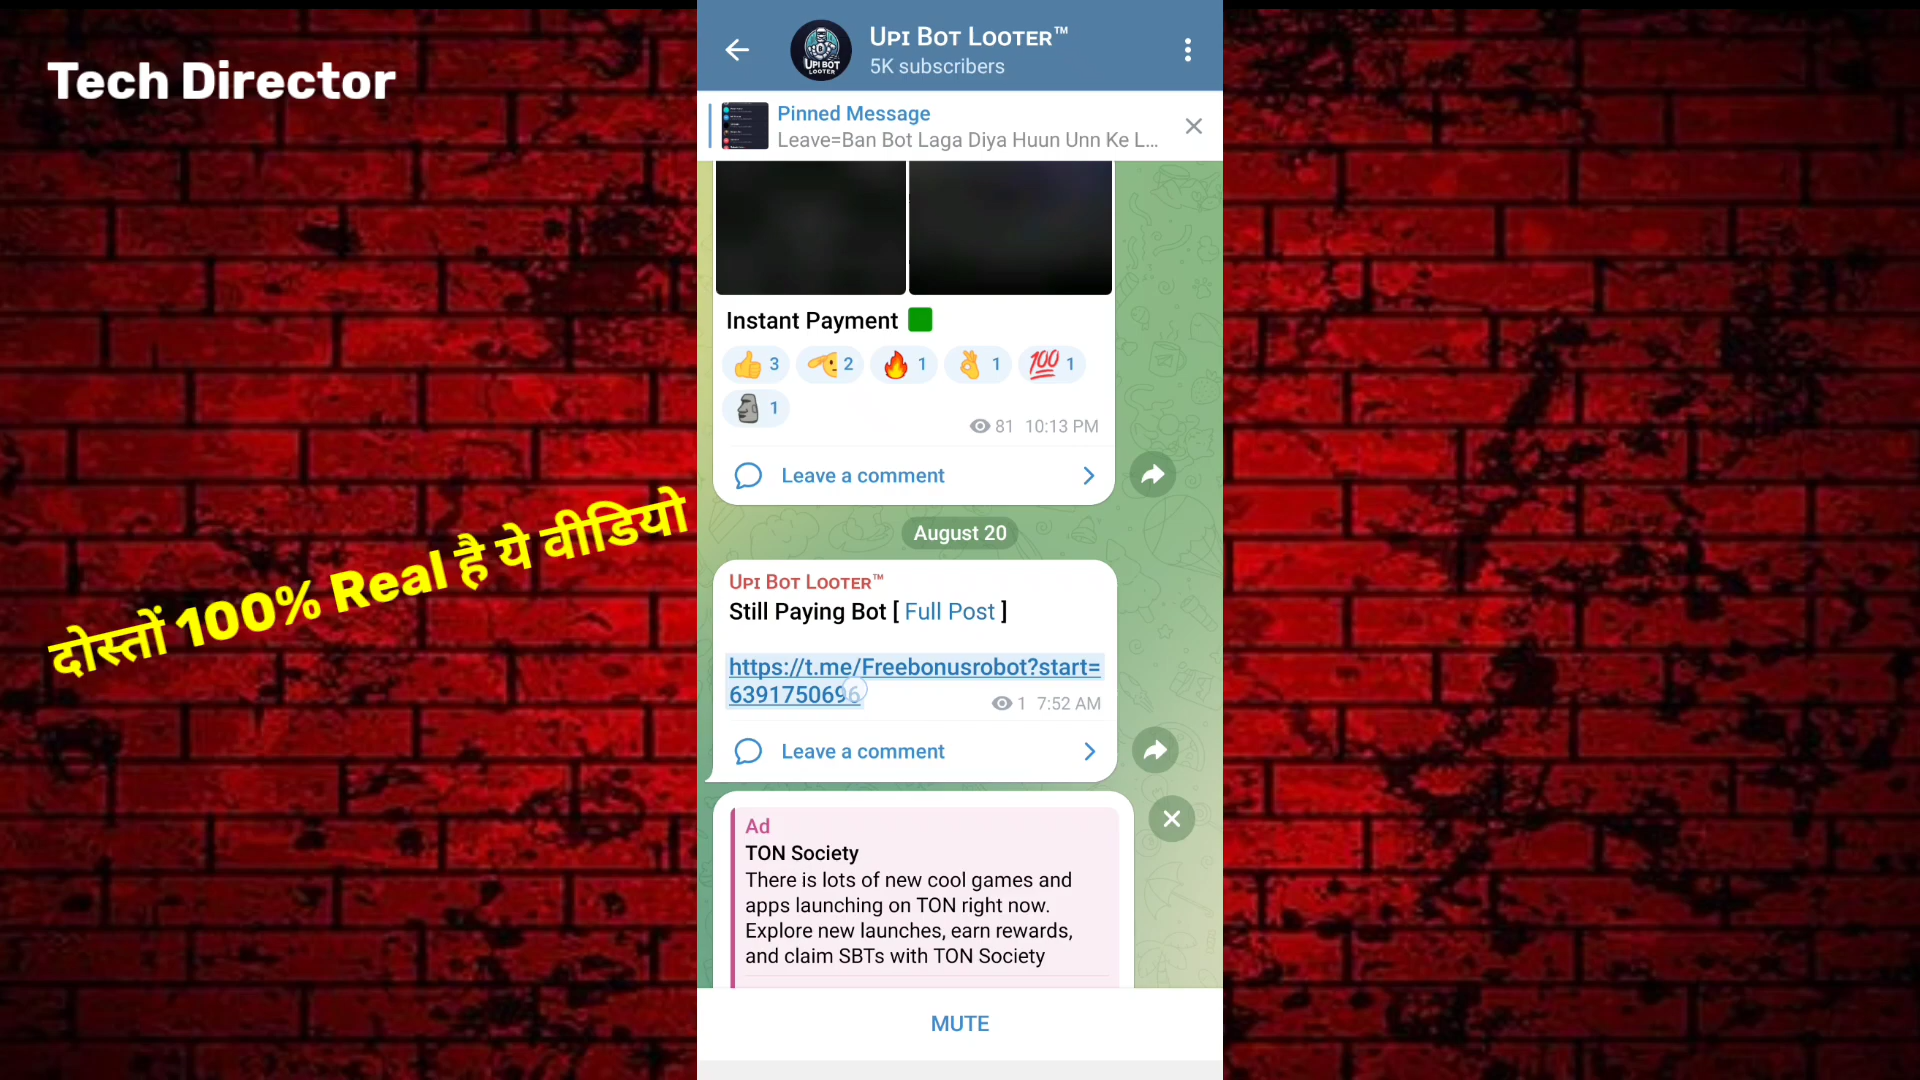 Tech Director
दोस्तों 100% Real है ये वीडियो
UPI BOT LOOTER™
5K subscribers
UPI BOT
LOOTER
Pinned Message
Leave=Ban Bot Laga Diya Huun Unn Ke L...
Instant Payment
3
2
1
1
100 1
1
81 10:13 PM
Leave a comment
August 20
UPI BOT LOOTER™
Still Paying Bot [ Full Post ]
https://t.me/Freebonusrobot?start=
6391750696
1 7:52 AM
Leave a comment
Ad
TON Society
There is lots of new cool games and
apps launching on TON right now.
Explore new launches, earn rewards,
and claim SBTs with TON Society
MUTE